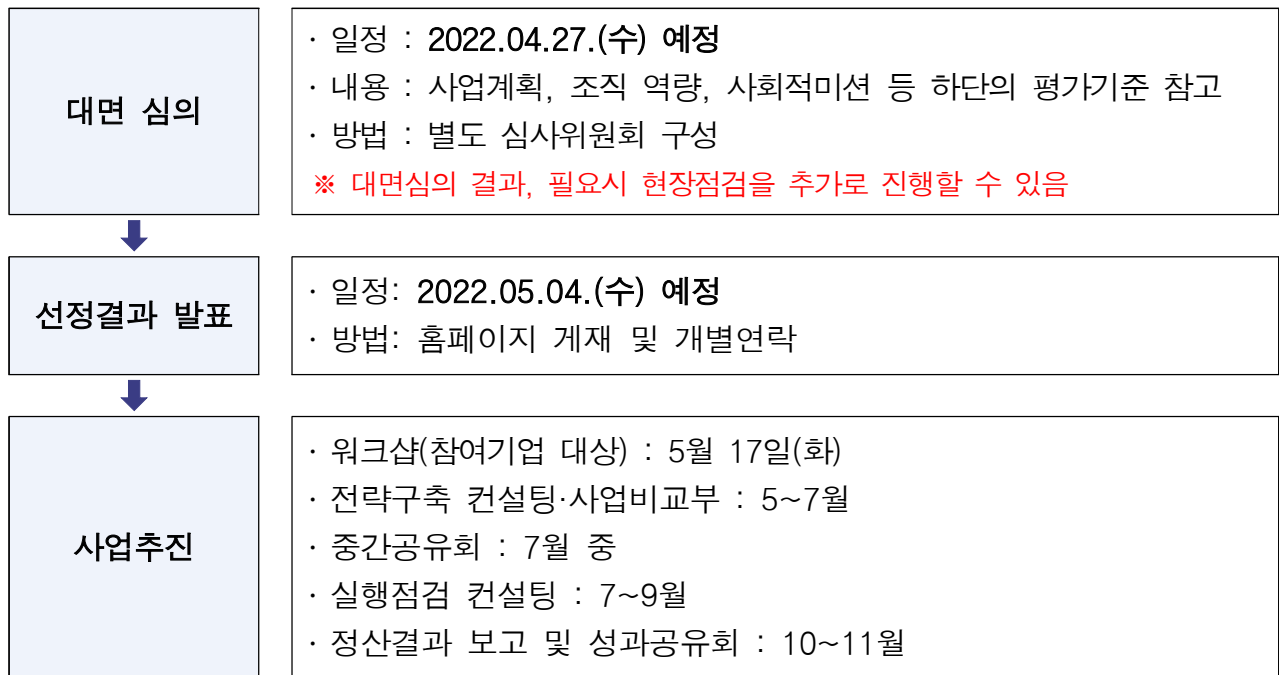 대면 심의
· 일정 : 2022.04.27.(수) 예정
· 내용 : 사업계획, 조직 역량, 사회적미션 등 하단의 평가기준 참고
· 방법 : 별도 심사위원회 구성
※ 대면심의 결과, 필요시 현장점검을 추가로 진행할 수 있음
선정결과 발표
· 일정: 2022.05.04.(수) 예정
· 방법: 홈페이지 게재 및 개별연락
사업추진
· 워크샵(참여기업 대상) : 5월 17일(화)
· 전략구축 컨설팅·사업비교부 : 5~7월
· 중간공유회 : 7월 중
· 실행점검 컨설팅 : 7~9월
· 정산결과 보고 및 성과공유회 : 10~11월